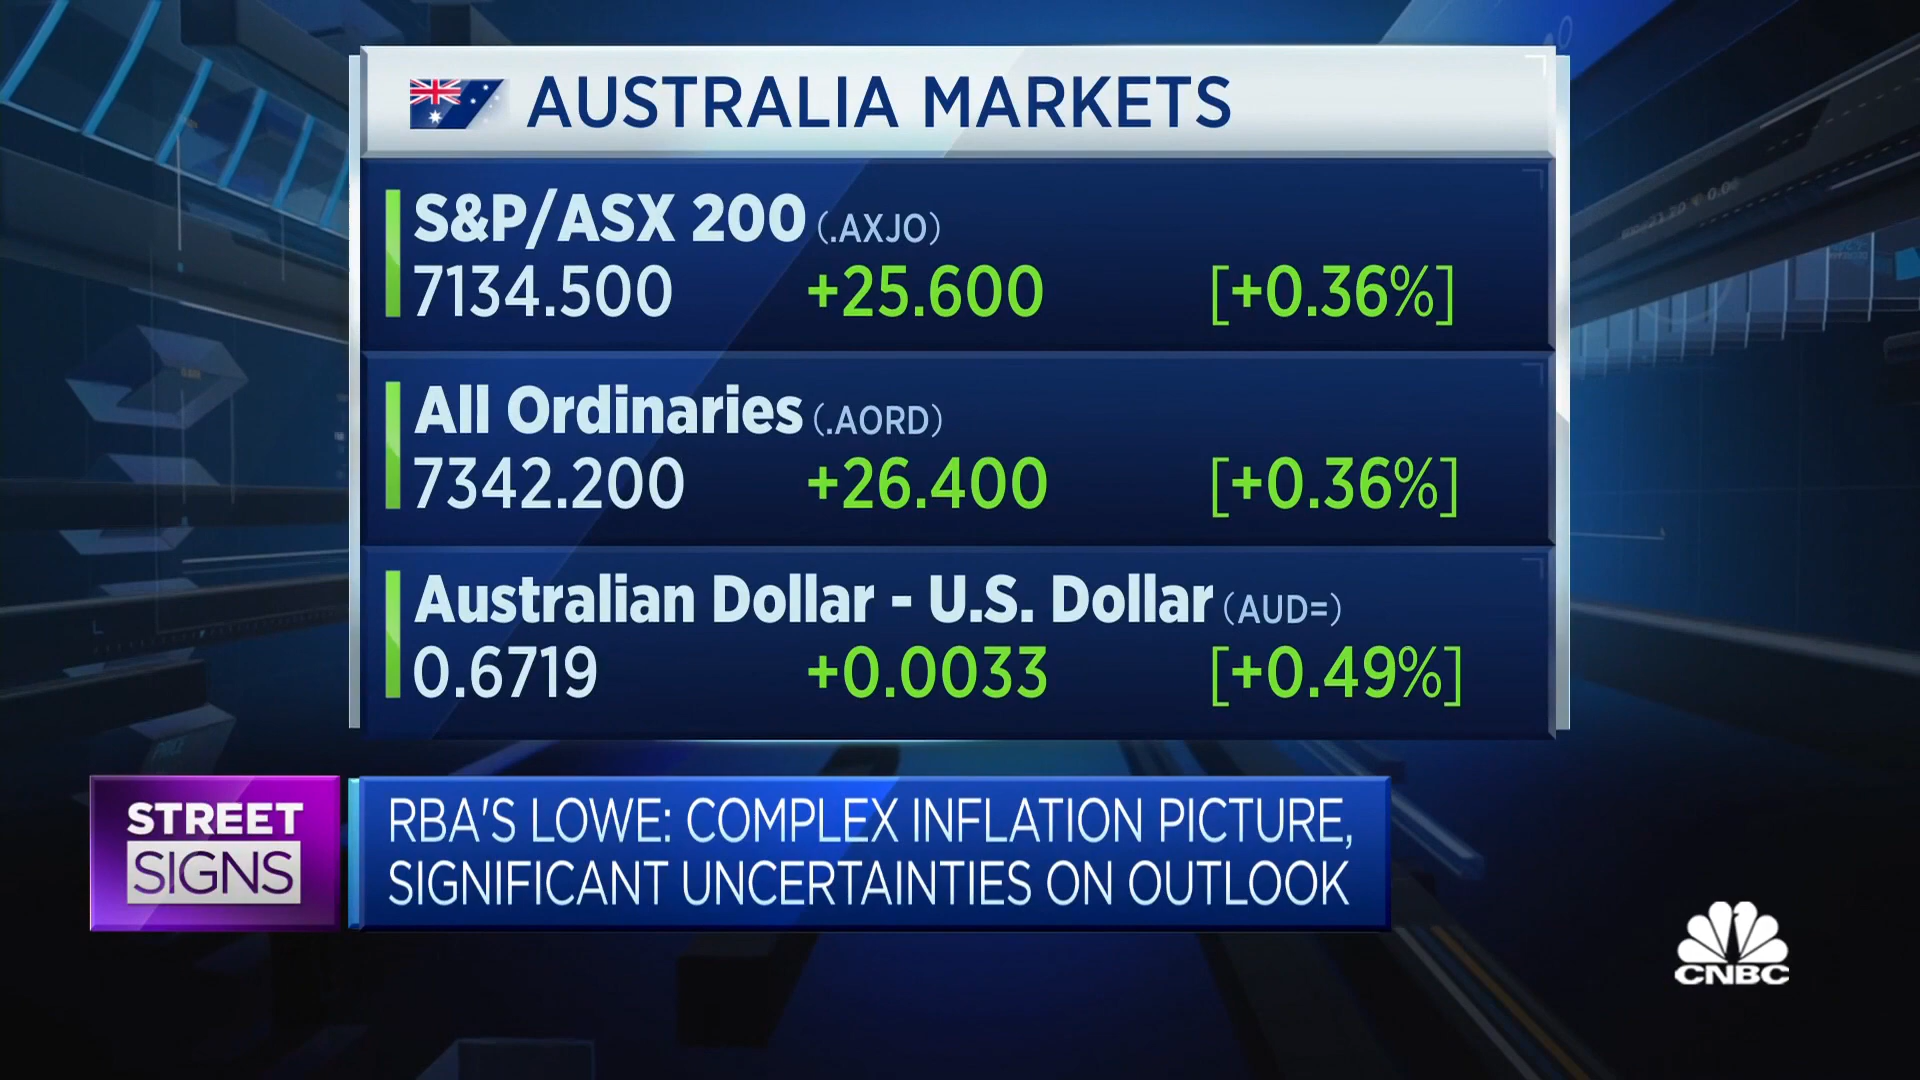 AUSTRALIA MARKETS
S&P/ASX 200 (.AXJO)
7134.500 +25.600 [+0.36%]
All Ordinaries (.AORD)
7342.200 +26.400 [+0.36%]
Australian Dollar - U.S. Dollar (AUD=)
0.6719 +0.0033 [+0.49%]
STREET
SIGNS
RBA'S LOWE: COMPLEX INFLATION PICTURE,
SIGNIFICANT UNCERTAINTIES ON OUTLOOK
CNBC